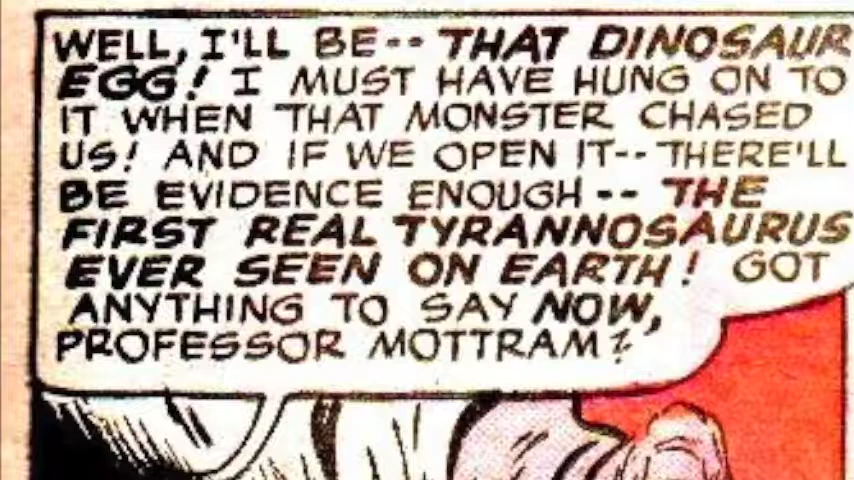 WELL, I'LL BE-- THAT DINOSAUR
EGG! I MUST HAVE HUNG ON TO
IT WHEN THAT MONSTER CHASED
US! AND IF WE OPEN IT-- THERE'LL
BE EVIDENCE ENOUGH -- THE
FIRST REAL TYRANNOSAURUS
EVER SEEN ON EARTH! GOT
ANYTHING TO SAY NOW,
PROFESSOR MOTTRAM?